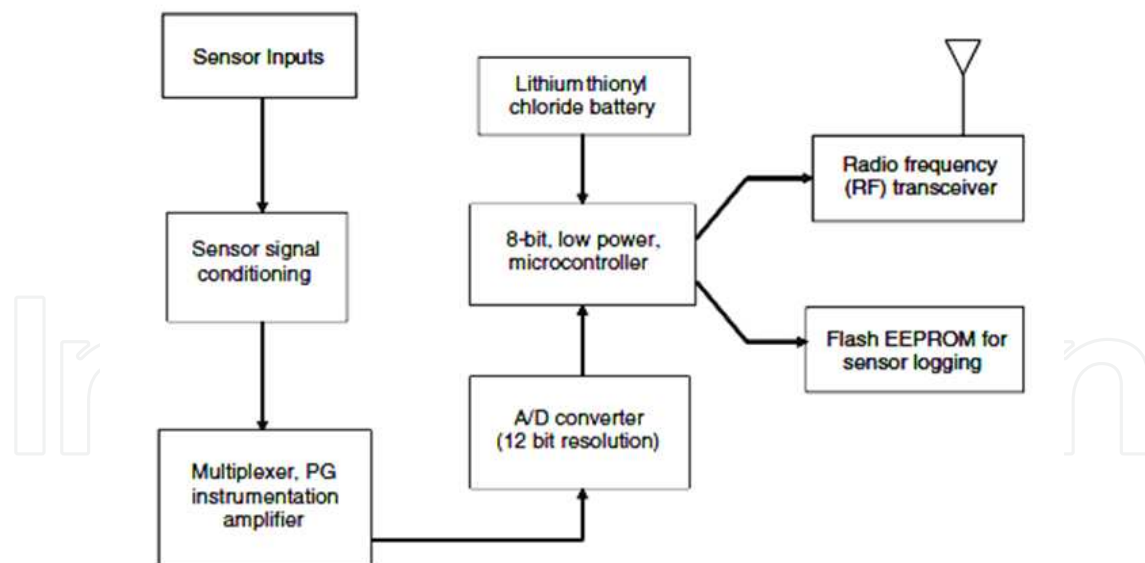 Sensor Inputs
Lithium thionyl
chloride battery
Radio frequency
(RF) transceiver
Sensor signal
conditioning
8-bit, low power,
microcontroller
Flash EEPROM for
sensor logging
A/D converter
(12 bit resolution)
Multiplexer, PG
instrumentation
amplifier